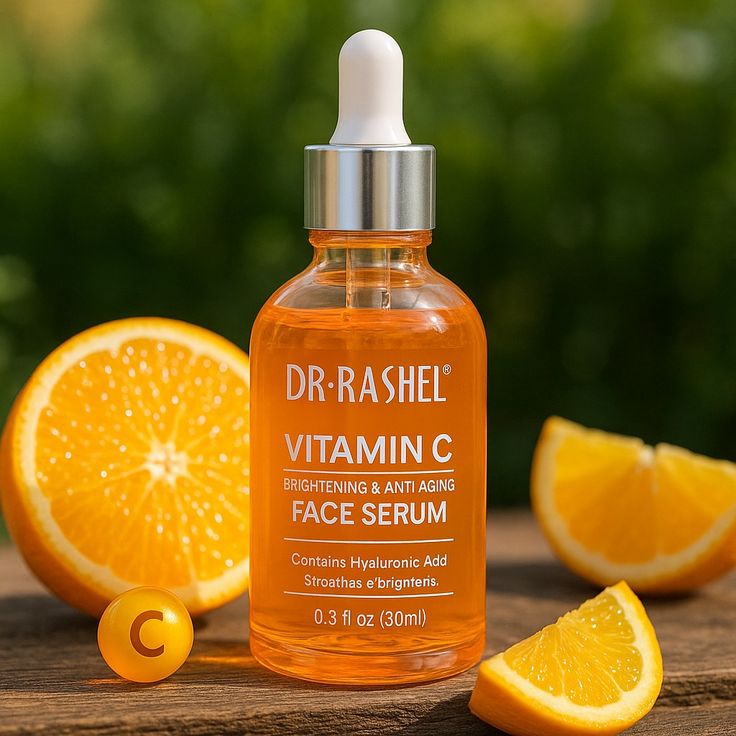 DR·RASHEL®
VITAMIN C
BRIGHTENING & ANTI AGING
FACE SERUM
Contains Hyaluronic Add
Stroathas e'brignteris.
0.3 fl oz (30ml)
C